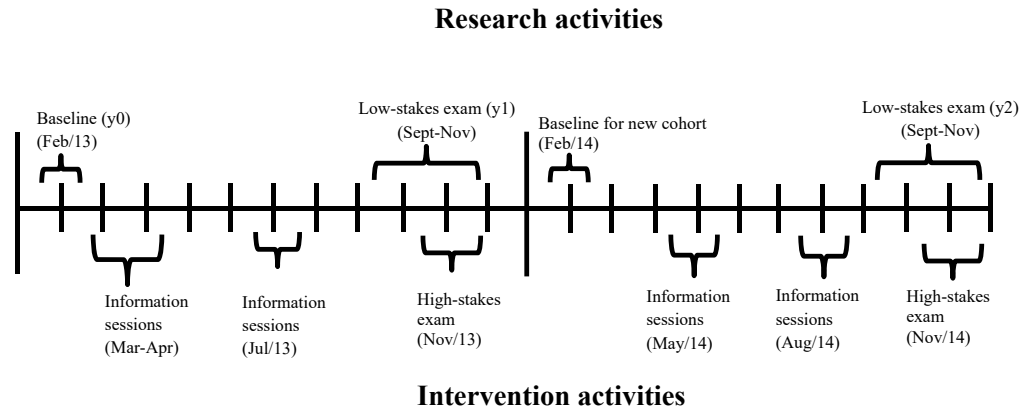 Research activities
Baseline (y0)
(Feb/13)
Low-stakes exam (y1)
(Sept-Nov)
Baseline for new cohort
(Feb/14)
Low-stakes exam (y2)
(Sept-Nov)
Information
sessions
(Mar-Apr)
Information
sessions
(Jul/13)
High-stakes
exam
(Nov/13)
Information
sessions
(May/14)
Information
sessions
(Aug/14)
High-stakes
exam
(Nov/14)
Intervention activities